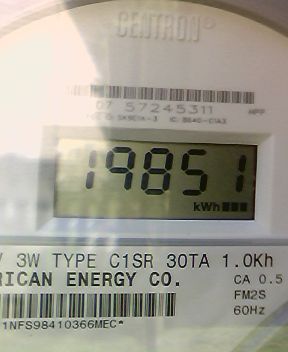 CENTRON®
07 57245311
19851
kWh
V 3W TYPE C1SR 30TA 1.0Kh
RICAN ENERGY CO.
CA 0.5
FM2S
60Hz
1NFS98410366MEC*